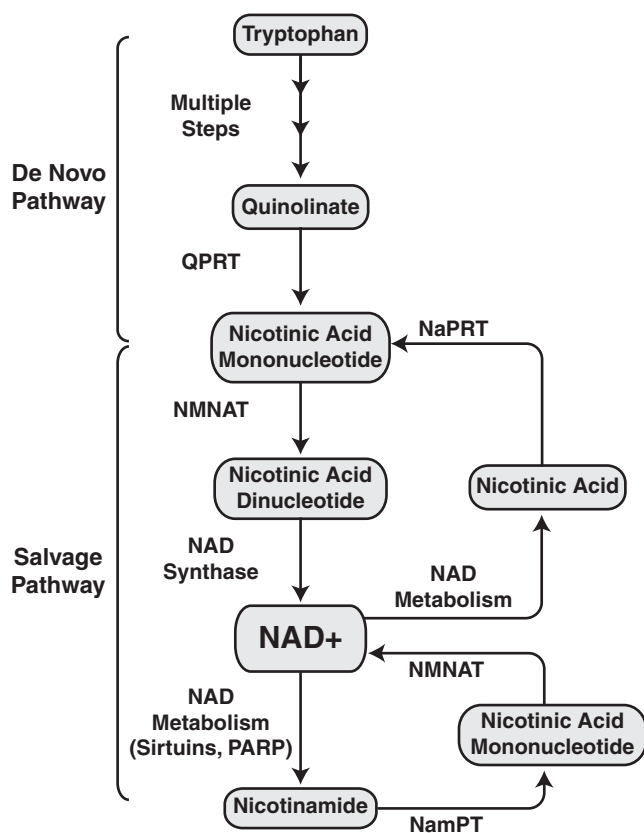 Tryptophan
Multiple
Steps
De Novo
Pathway
Quinolinate
QPRT
Nicotinic Acid
Mononucleotide
NaPRT
NMNAT
Nicotinic Acid
Dinucleotide
Nicotinic Acid
Salvage
Pathway
NAD
Synthase
NAD
Metabolism
NAD+
NMNAT
NAD
Metabolism
(Sirtuins, PARP)
Nicotinic Acid
Mononucleotide
Nicotinamide
NamPT